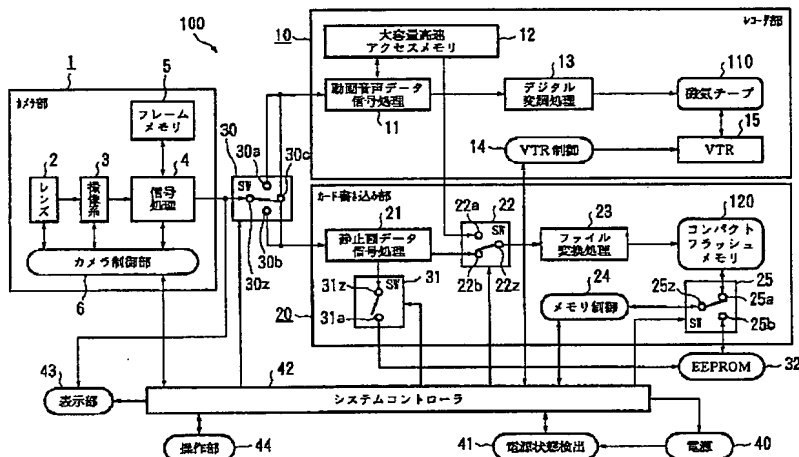 100
1
カメラ部
5
フレーム
メモリ
2
レンズ
3
撮像系
4
信号
処理
カメラ制御部
6
30
SW
30a
30c
30b
30z
10
レコーダ部
大容量高速
アクセスメモリ
12
動画音声データ
信号処理
11
13
デジタル
変調処理
110
磁気テープ
14
VTR制御
15
VTR
カード書き込み部
21
静止画データ
信号処理
22
22a
SW
22b
22z
23
ファイル
変換処理
120
コンパクト
フラッシュ
メモリ
24
メモリ制御
25
25z
25a
SW
25b
31
31z
SW
31a
20
EEPROM
32
42
システムコントローラ
43
表示部
操作部
44
41
電源状態検出
電源
40